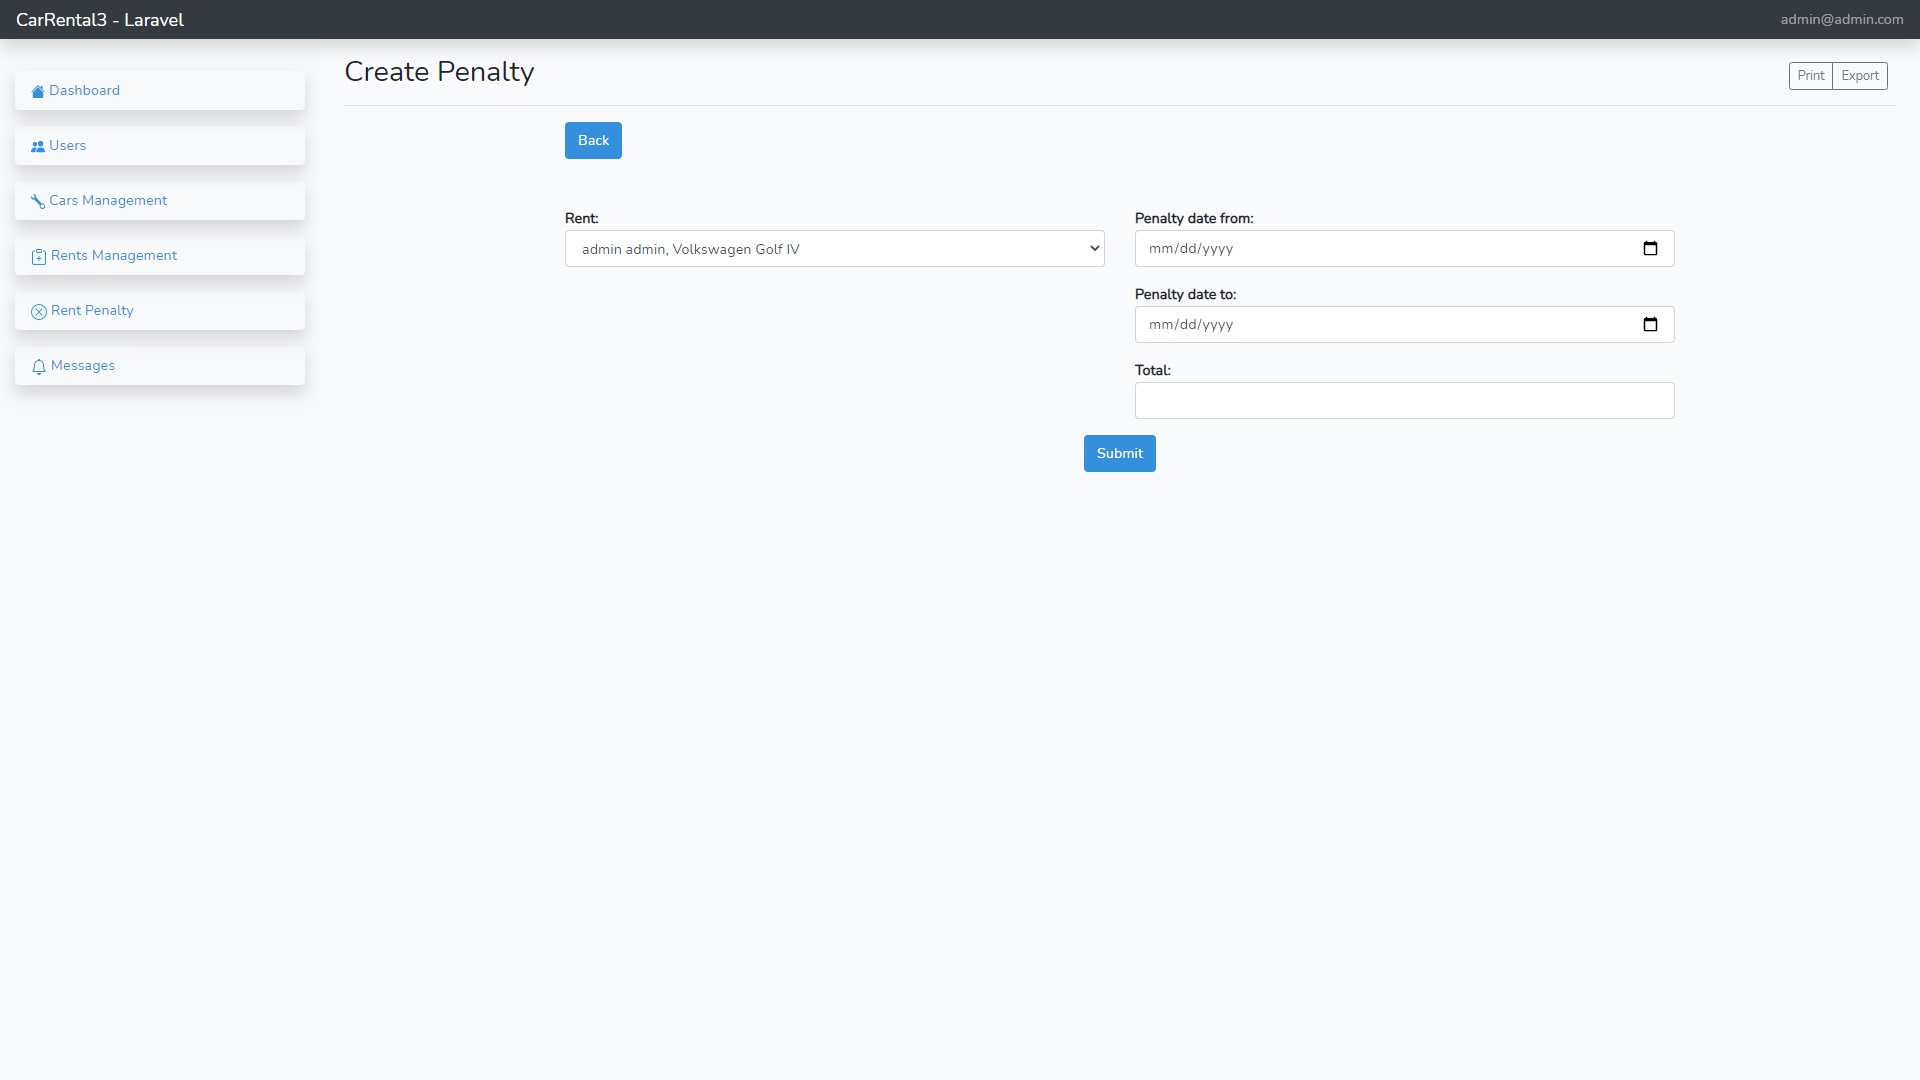 CarRental3 - Laravel
admin@admin.com
Dashboard
Users
Cars Management
Rents Management
Rent Penalty
Messages
Create Penalty
Print
Export
Back
Rent:
admin admin, Volkswagen Golf IV
Penalty date from:
mm/dd/yyyy
Penalty date to:
mm/dd/yyyy
Total:
Submit